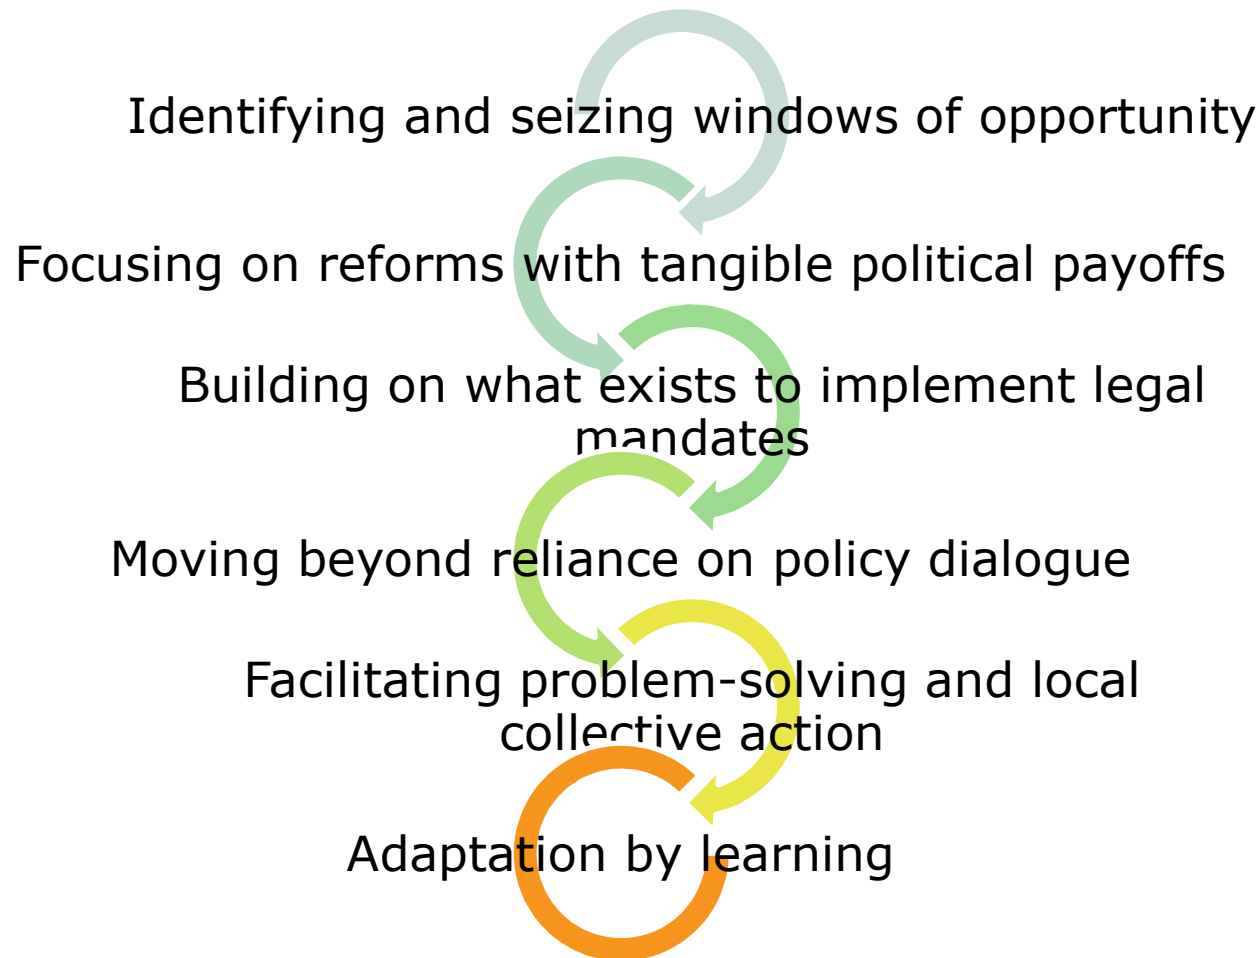 Identifying and seizing windows of opportunity
Focusing on reforms with tangible political payoffs
Building on what exists to implement legal
mandates
Moving beyond reliance on policy dialogue
Facilitating problem-solving and local
collective action
Adaptation by learning